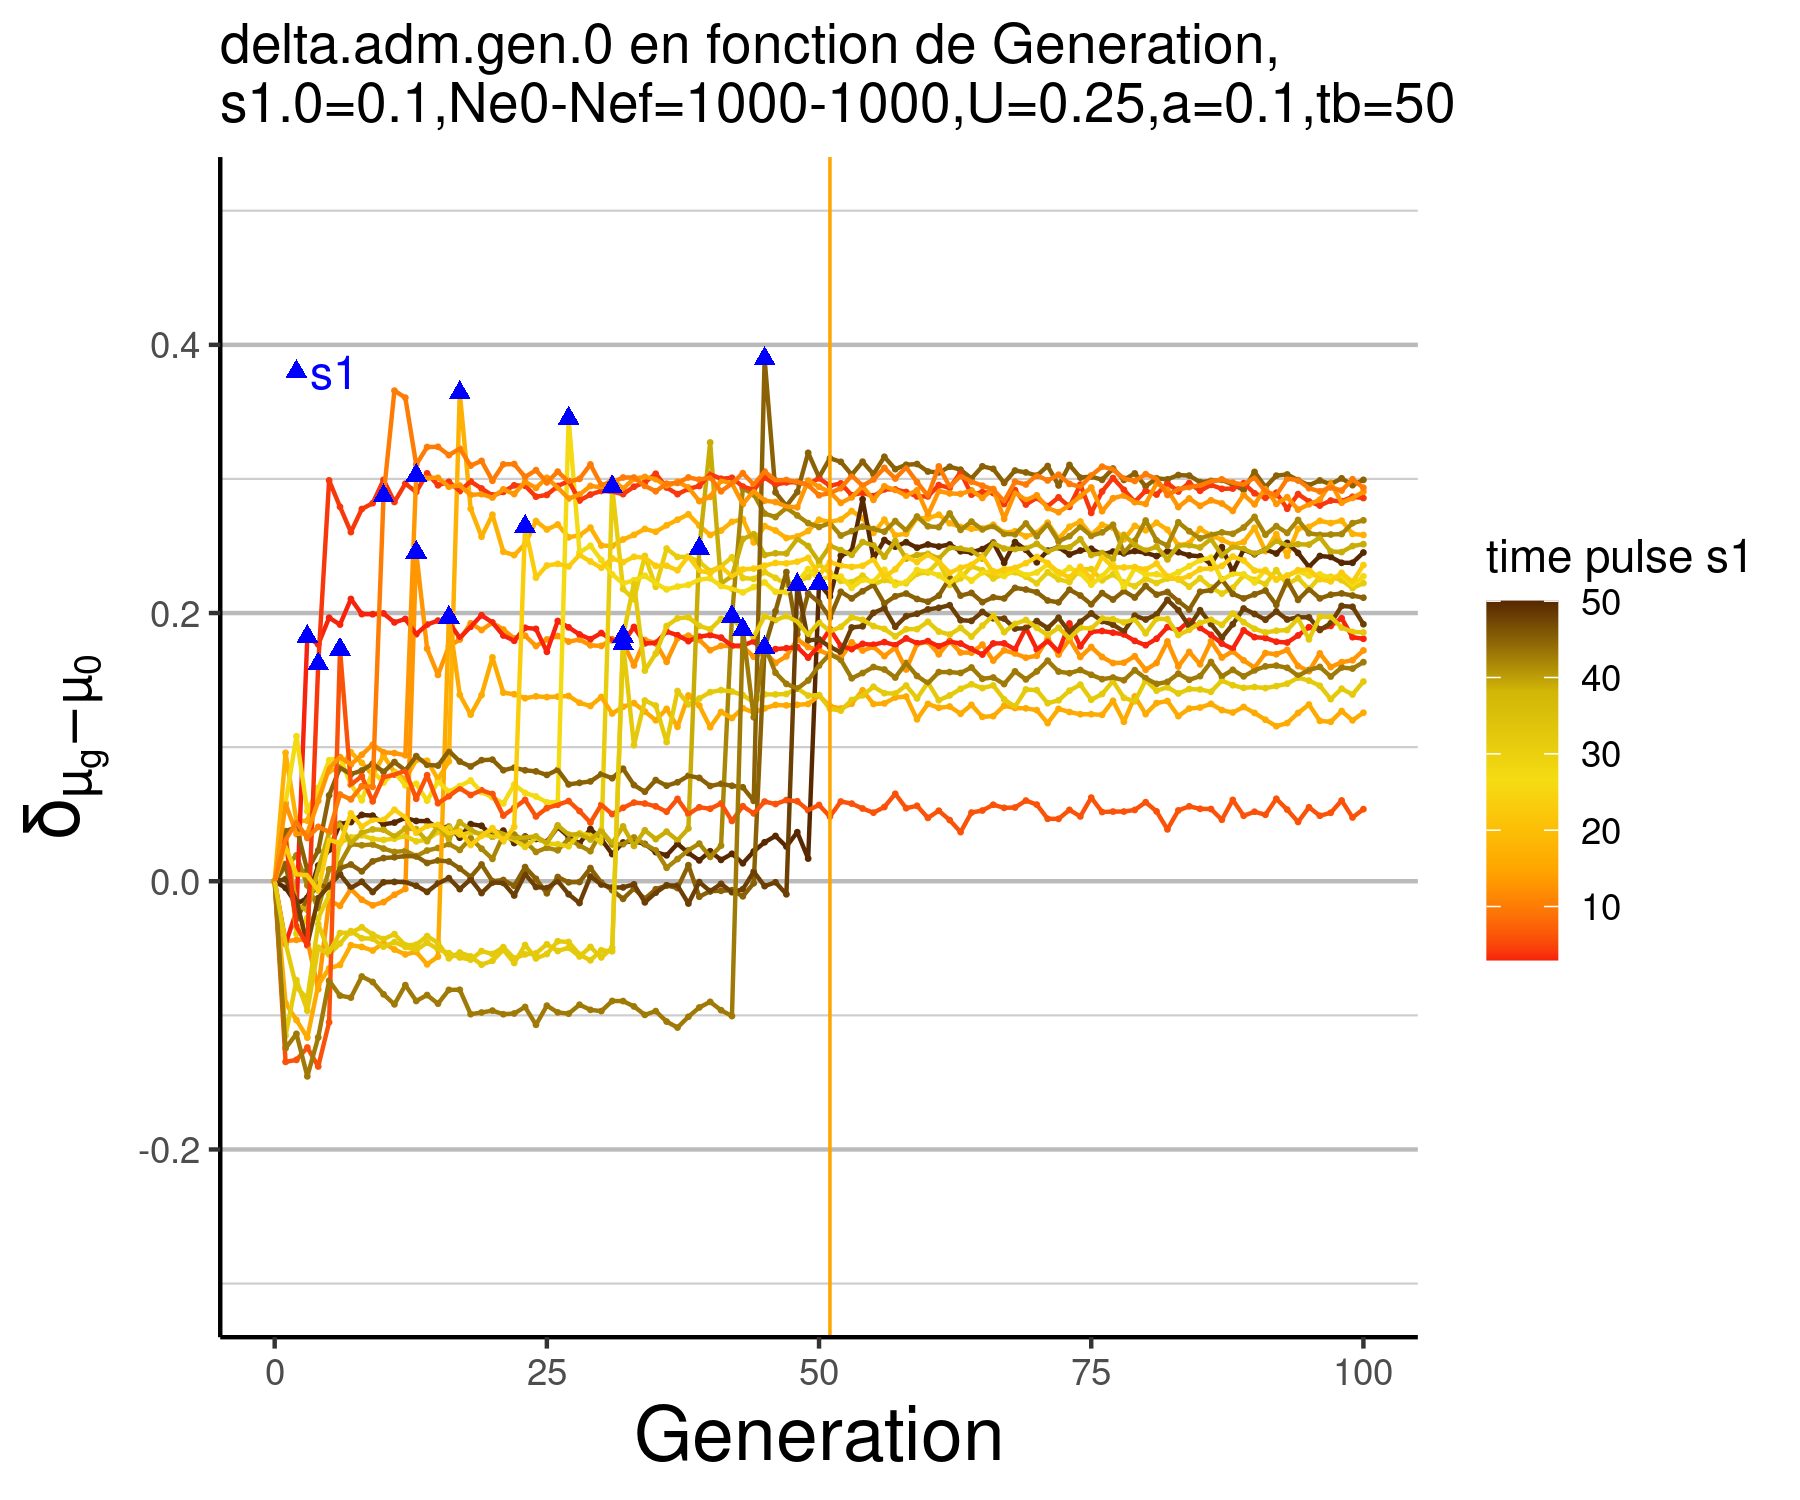 delta.adm.gen.0 en fonction de Generation,
s1.0=0.1,Ne0-Nef=1000-1000,U=0.25,a=0.1,tb=50
δμg−μ0
0.4
0.2
0.0
-0.2
s1
0 25 50 75 100
Generation
time pulse s1
50
40
30
20
10